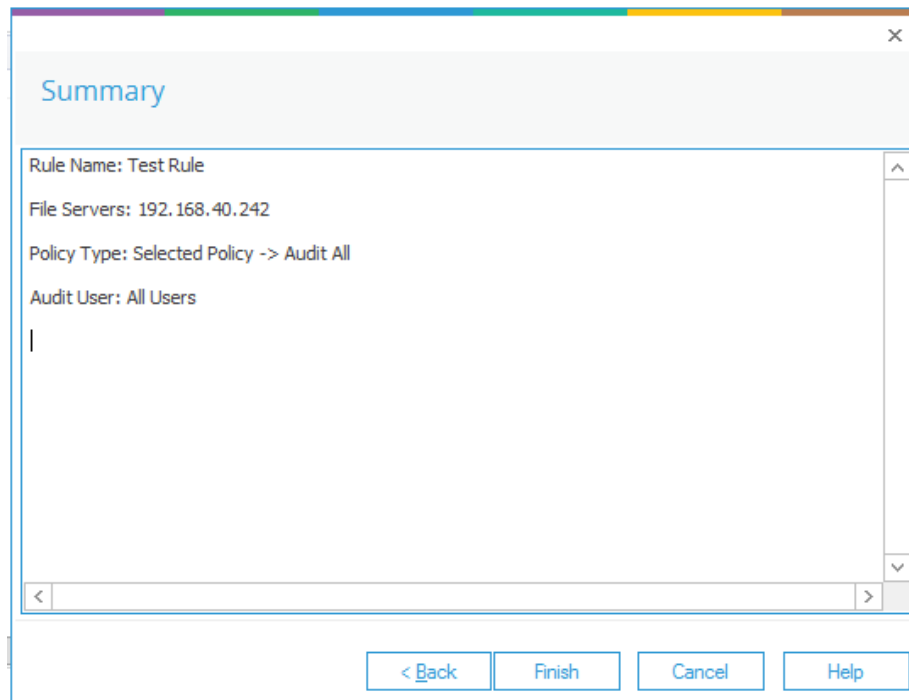 Summary
Rule Name: Test Rule
File Servers: 192.168.40.242
Policy Type: Selected Policy -> Audit All
Audit User: All Users
< Back
Finish
Cancel
Help